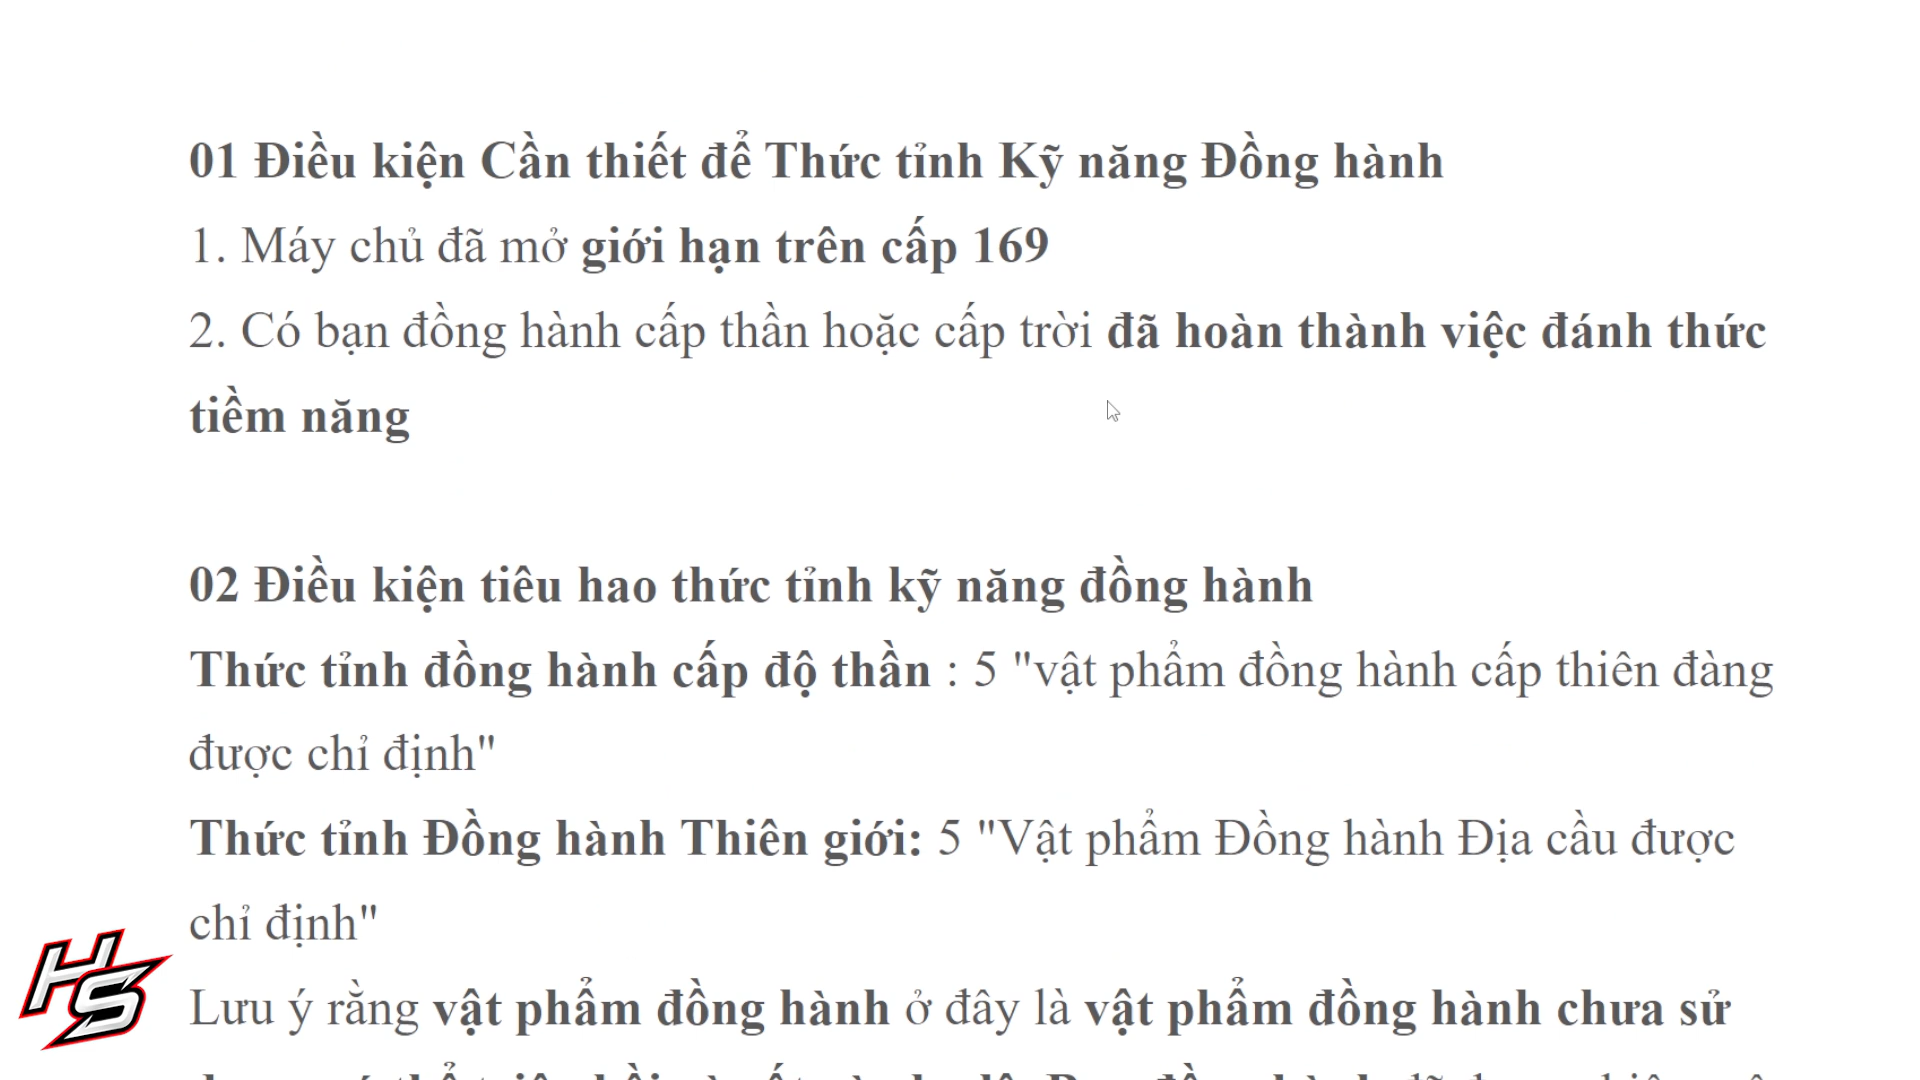 01 Điều kiện Cần thiết để Thức tỉnh Kỹ năng Đồng hành
1. Máy chủ đã mở giới hạn trên cấp 169
2. Có bạn đồng hành cấp thần hoặc cấp trời đã hoàn thành việc đánh thức
tiềm năng
02 Điều kiện tiêu hao thức tỉnh kỹ năng đồng hành
Thức tỉnh đồng hành cấp độ thần : 5 "vật phẩm đồng hành cấp thiên đàng
được chỉ định"
Thức tỉnh Đồng hành Thiên giới: 5 "Vật phẩm Đồng hành Địa cầu được
chỉ định"
Lưu ý rằng vật phẩm đồng hành ở đây là vật phẩm đồng hành chưa sử
HS